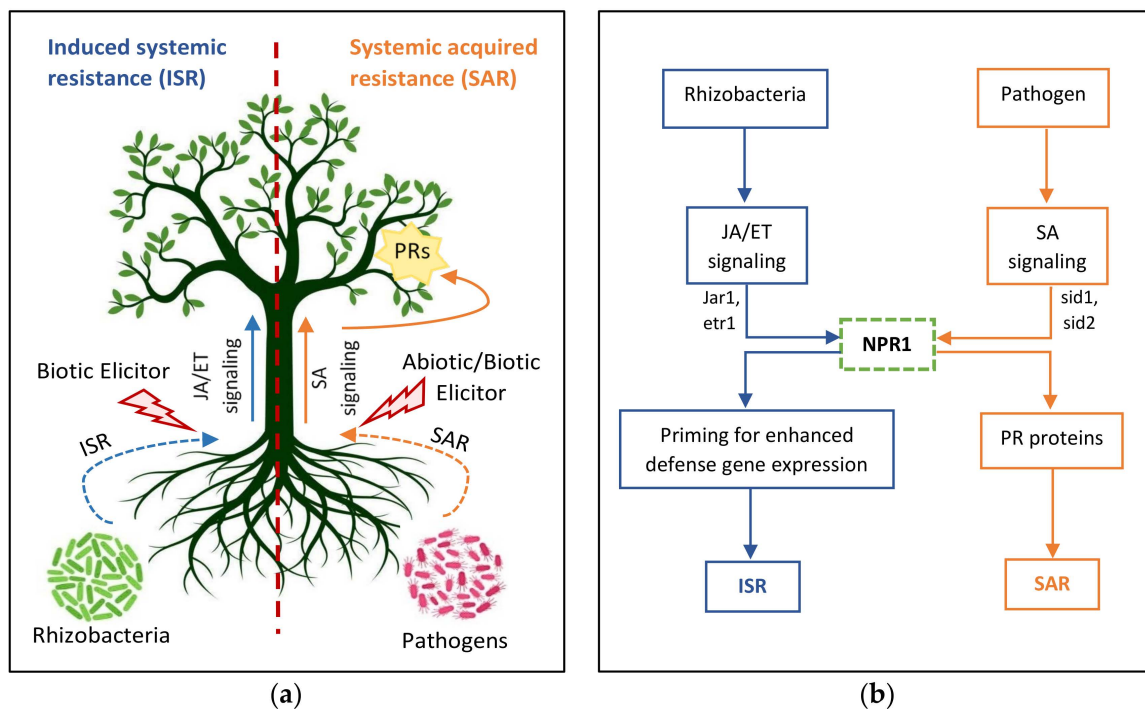 Induced systemic
resistance (ISR)
Systemic acquired
resistance (SAR)
PRs
JA/ET
signaling
SA
signaling
Biotic Elicitor
Abiotic/Biotic
Elicitor
ISR
SAR
Rhizobacteria
Pathogens
(a)
Rhizobacteria
Pathogen
JA/ET
signaling
SA
signaling
Jar1,
etr1
sid1,
sid2
NPR1
Priming for enhanced
defense gene expression
PR proteins
ISR
SAR
(b)